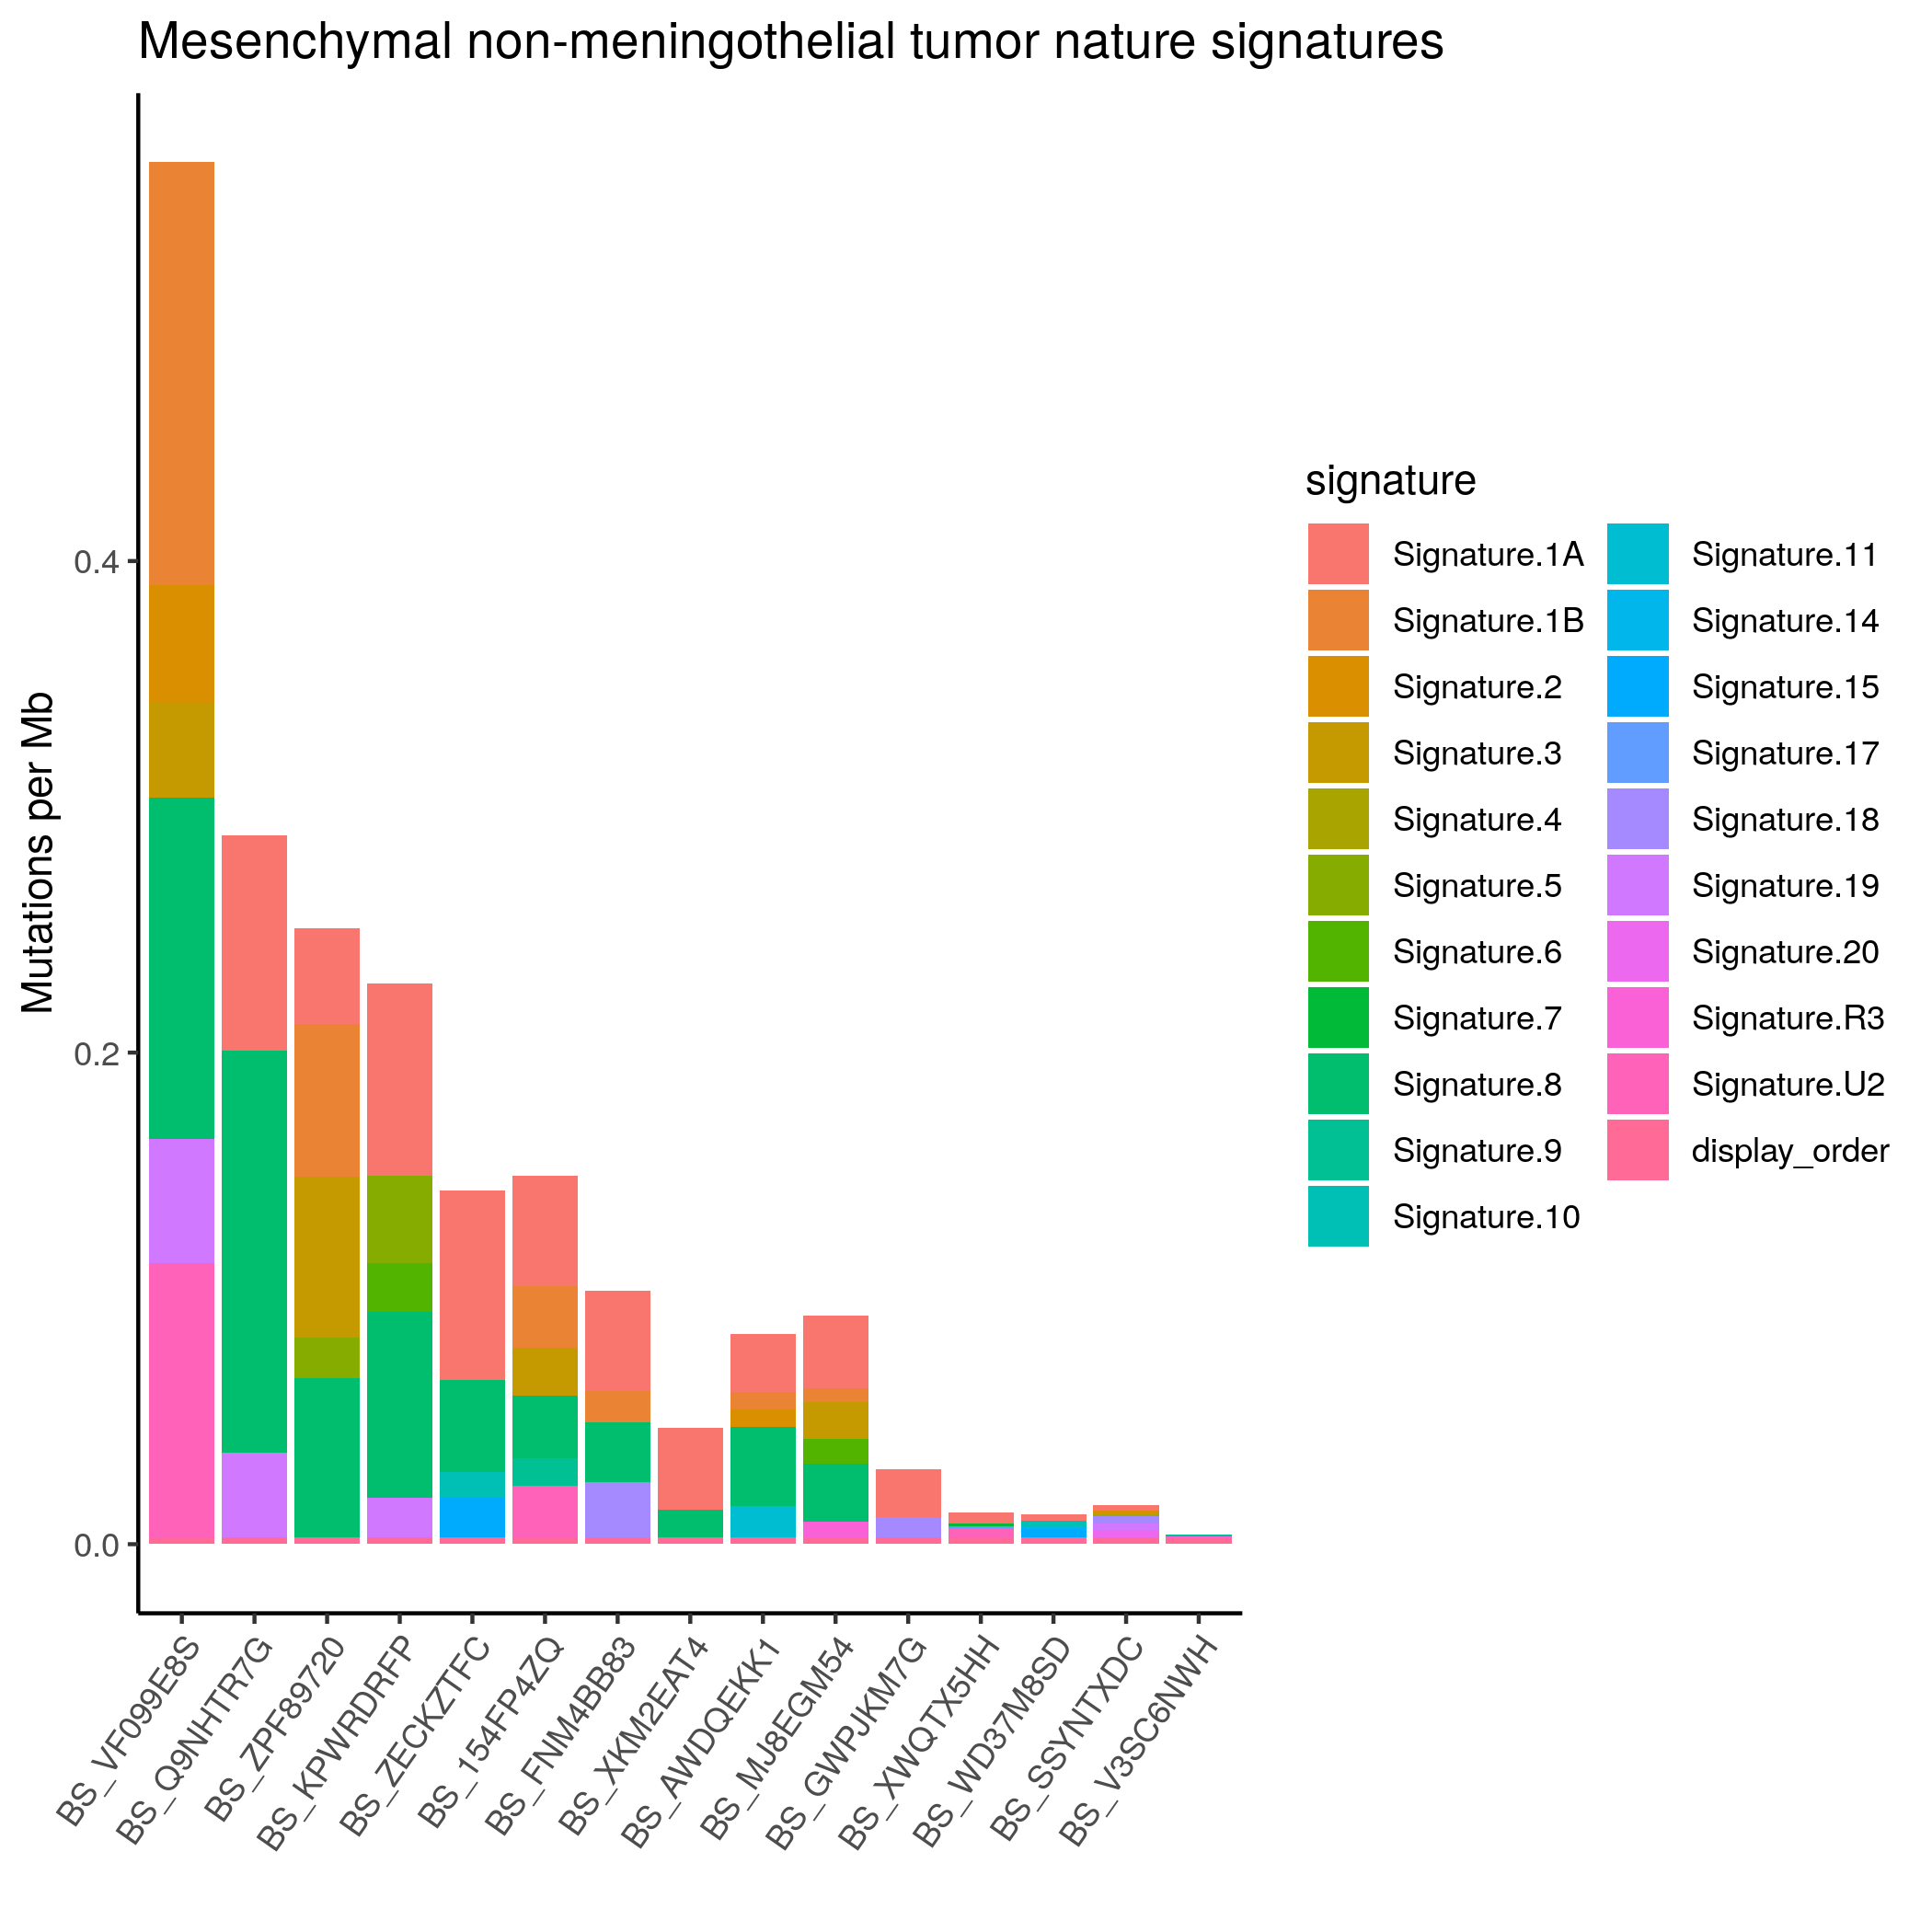 Mesenchymal non-meningothelial tumor nature signatures
Mutations per Mb
0.4
0.2
0.0
BS_VF099E8S
BS_Q9NHTR7G
BS_ZPF89720
BS_KPWRDRFP
BS_ZECKZTFC
BS_154FP4ZQ
BS_FNM4BB83
BS_XKM2EAT4
BS_AWDQEKK1
BS_MJ8EGM54
BS_GWPJKM7G
BS_XWQTX5HH
BS_WD37M8SD
BS_SSYNTXDC
BS_V3SC6NWH
signature
Signature.1A
Signature.1B
Signature.2
Signature.3
Signature.4
Signature.5
Signature.6
Signature.7
Signature.8
Signature.9
Signature.10
Signature.11
Signature.14
Signature.15
Signature.17
Signature.18
Signature.19
Signature.20
Signature.R3
Signature.U2
display_order